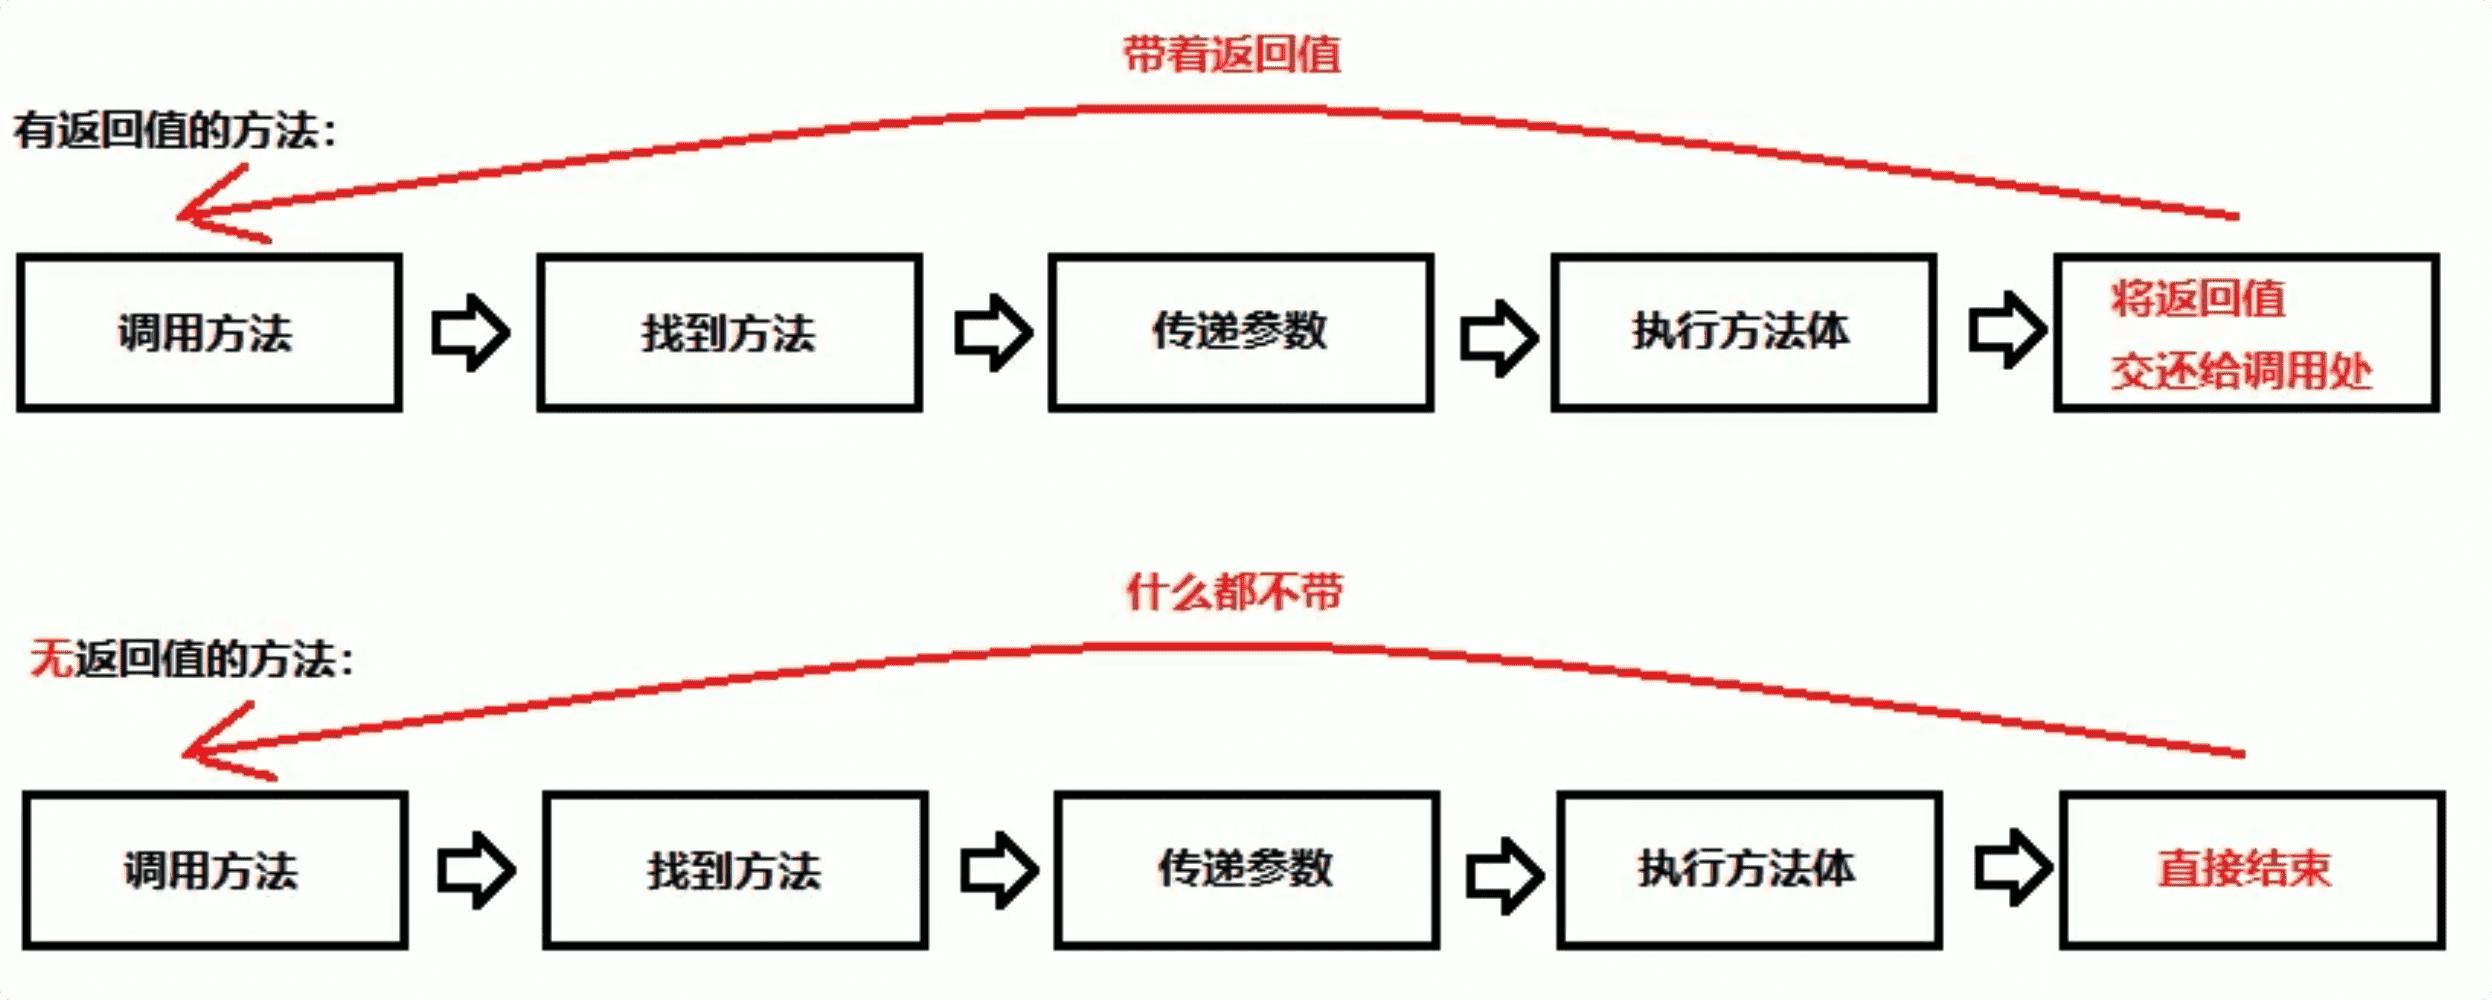 带着返回值
有返回值的方法：
调用方法
找到方法
传递参数
执行方法体
将返回值
交还给调用处
什么都不带
无返回值的方法：
调用方法
找到方法
传递参数
执行方法体
直接结束